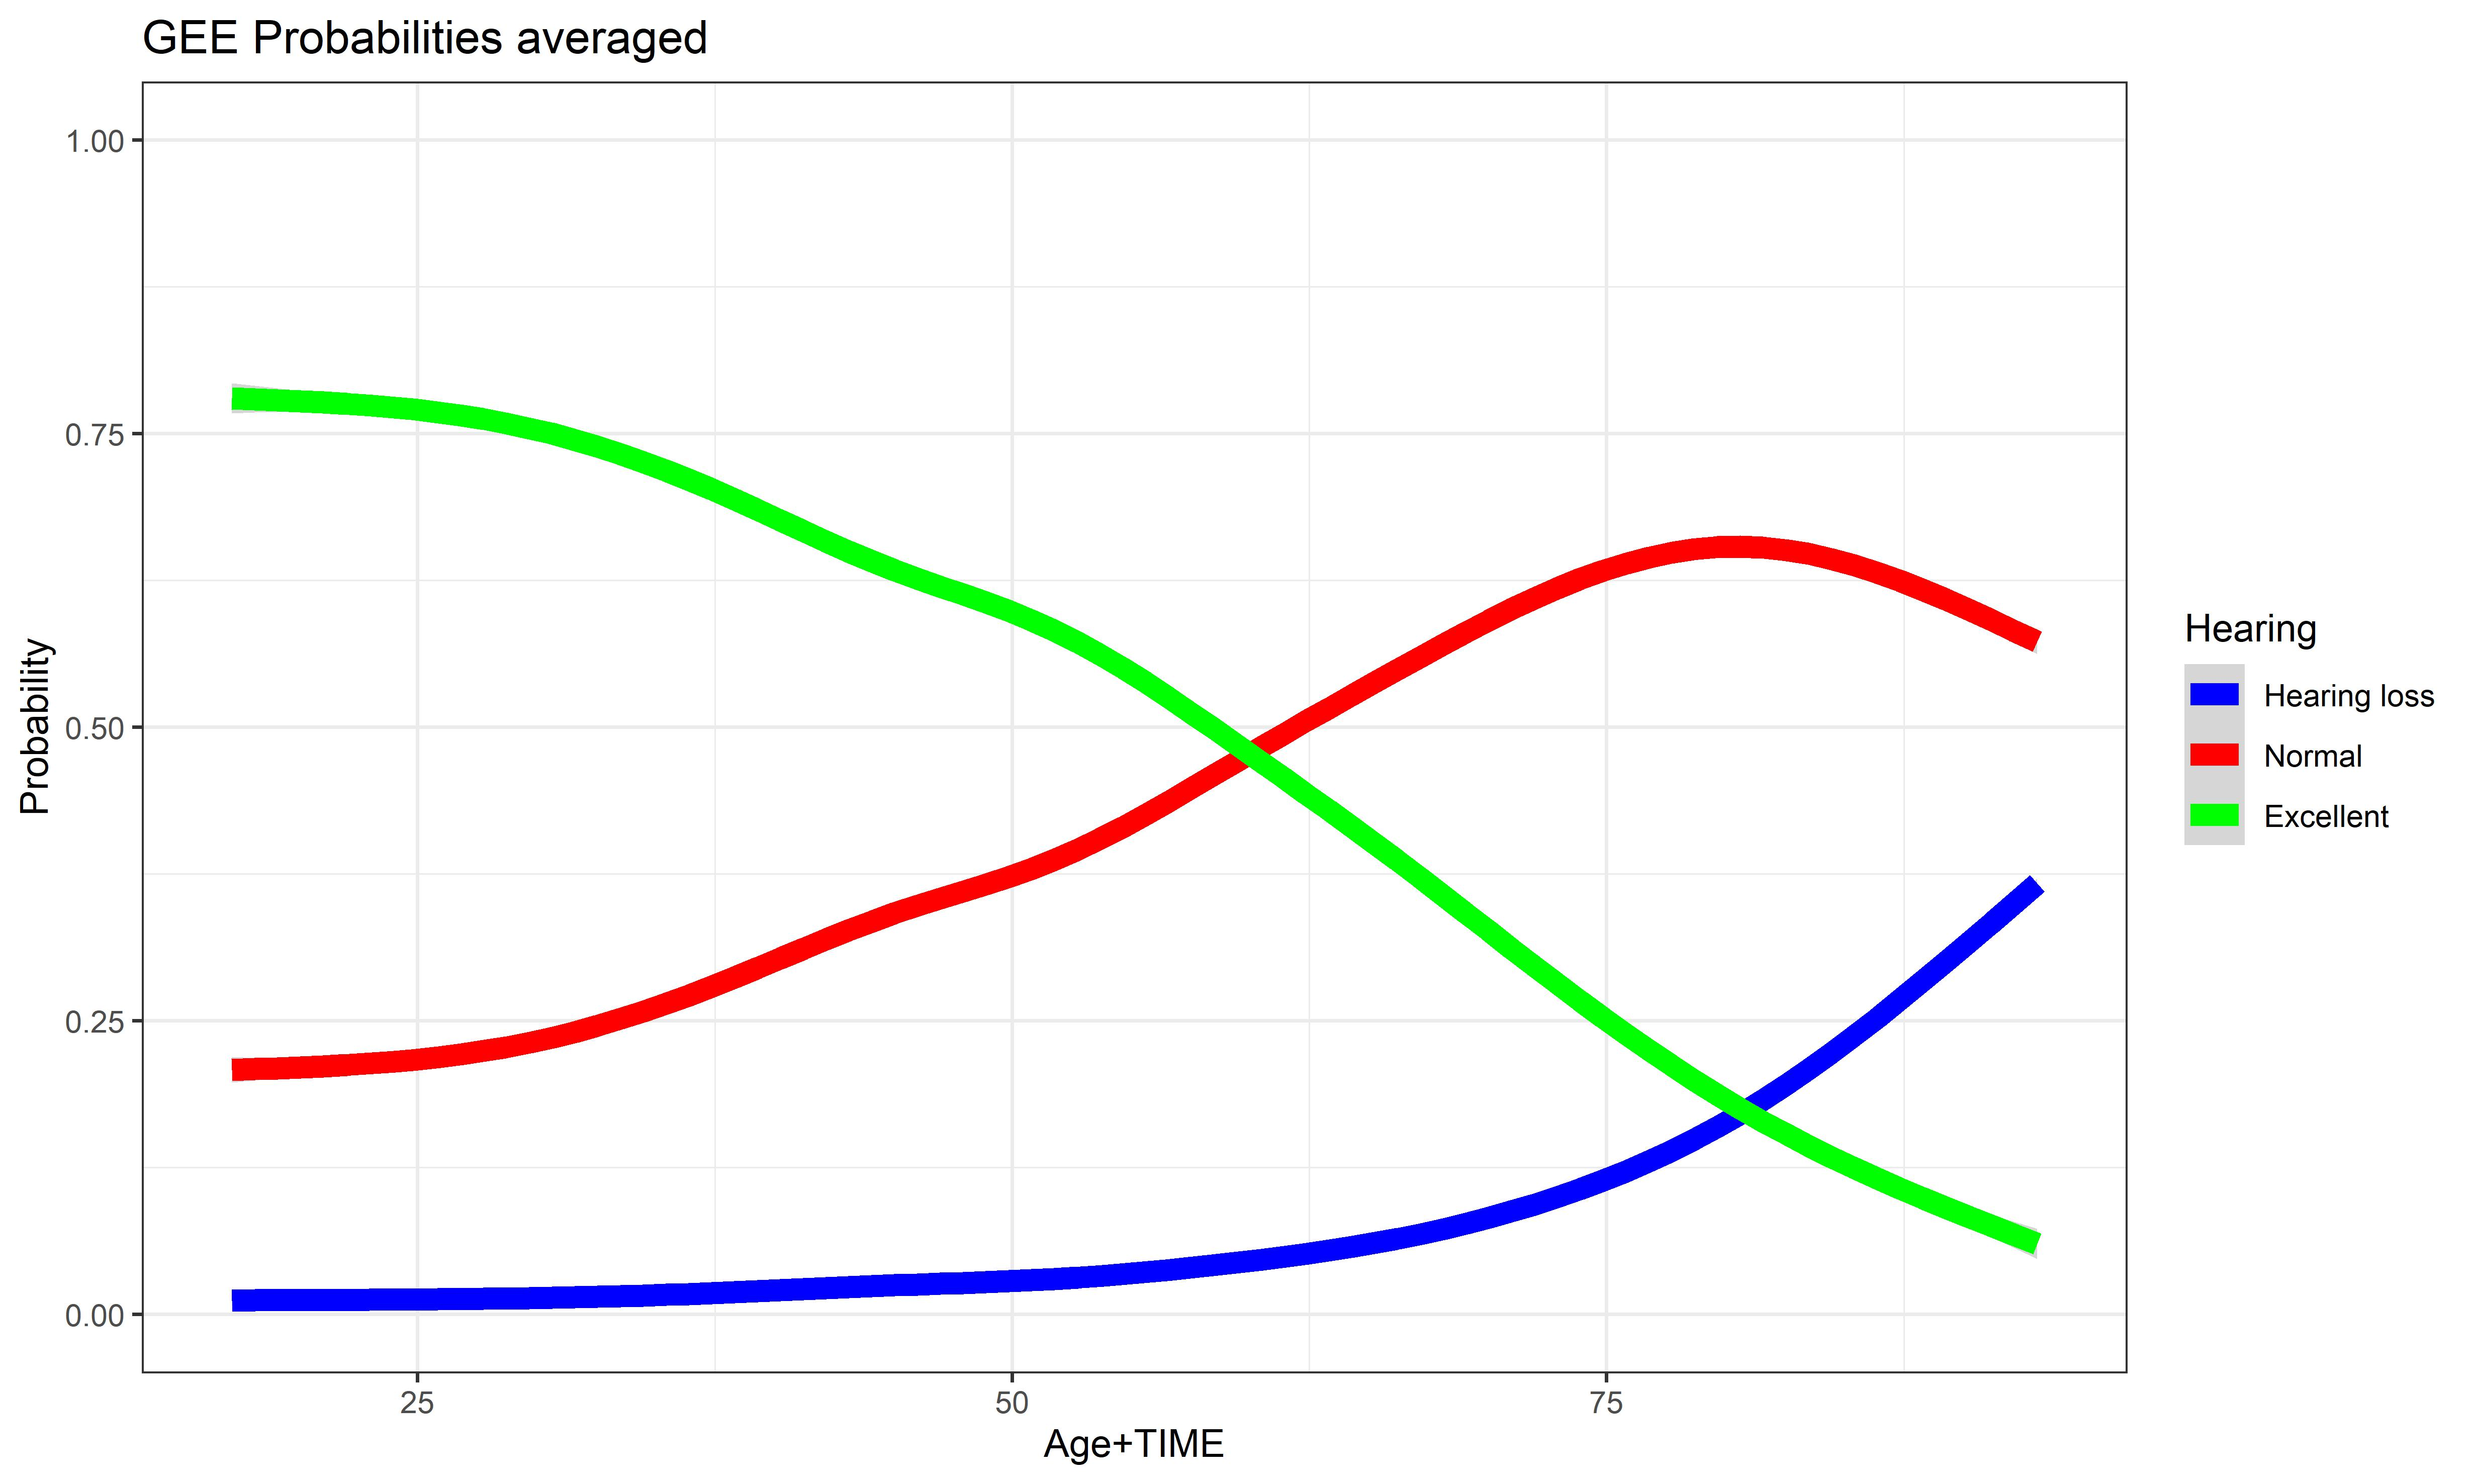 GEE Probabilities averaged
Probability
1.00
0.75
0.50
0.25
0.00
25 50 75
Age+TIME
Hearing
Hearing loss
Normal
Excellent